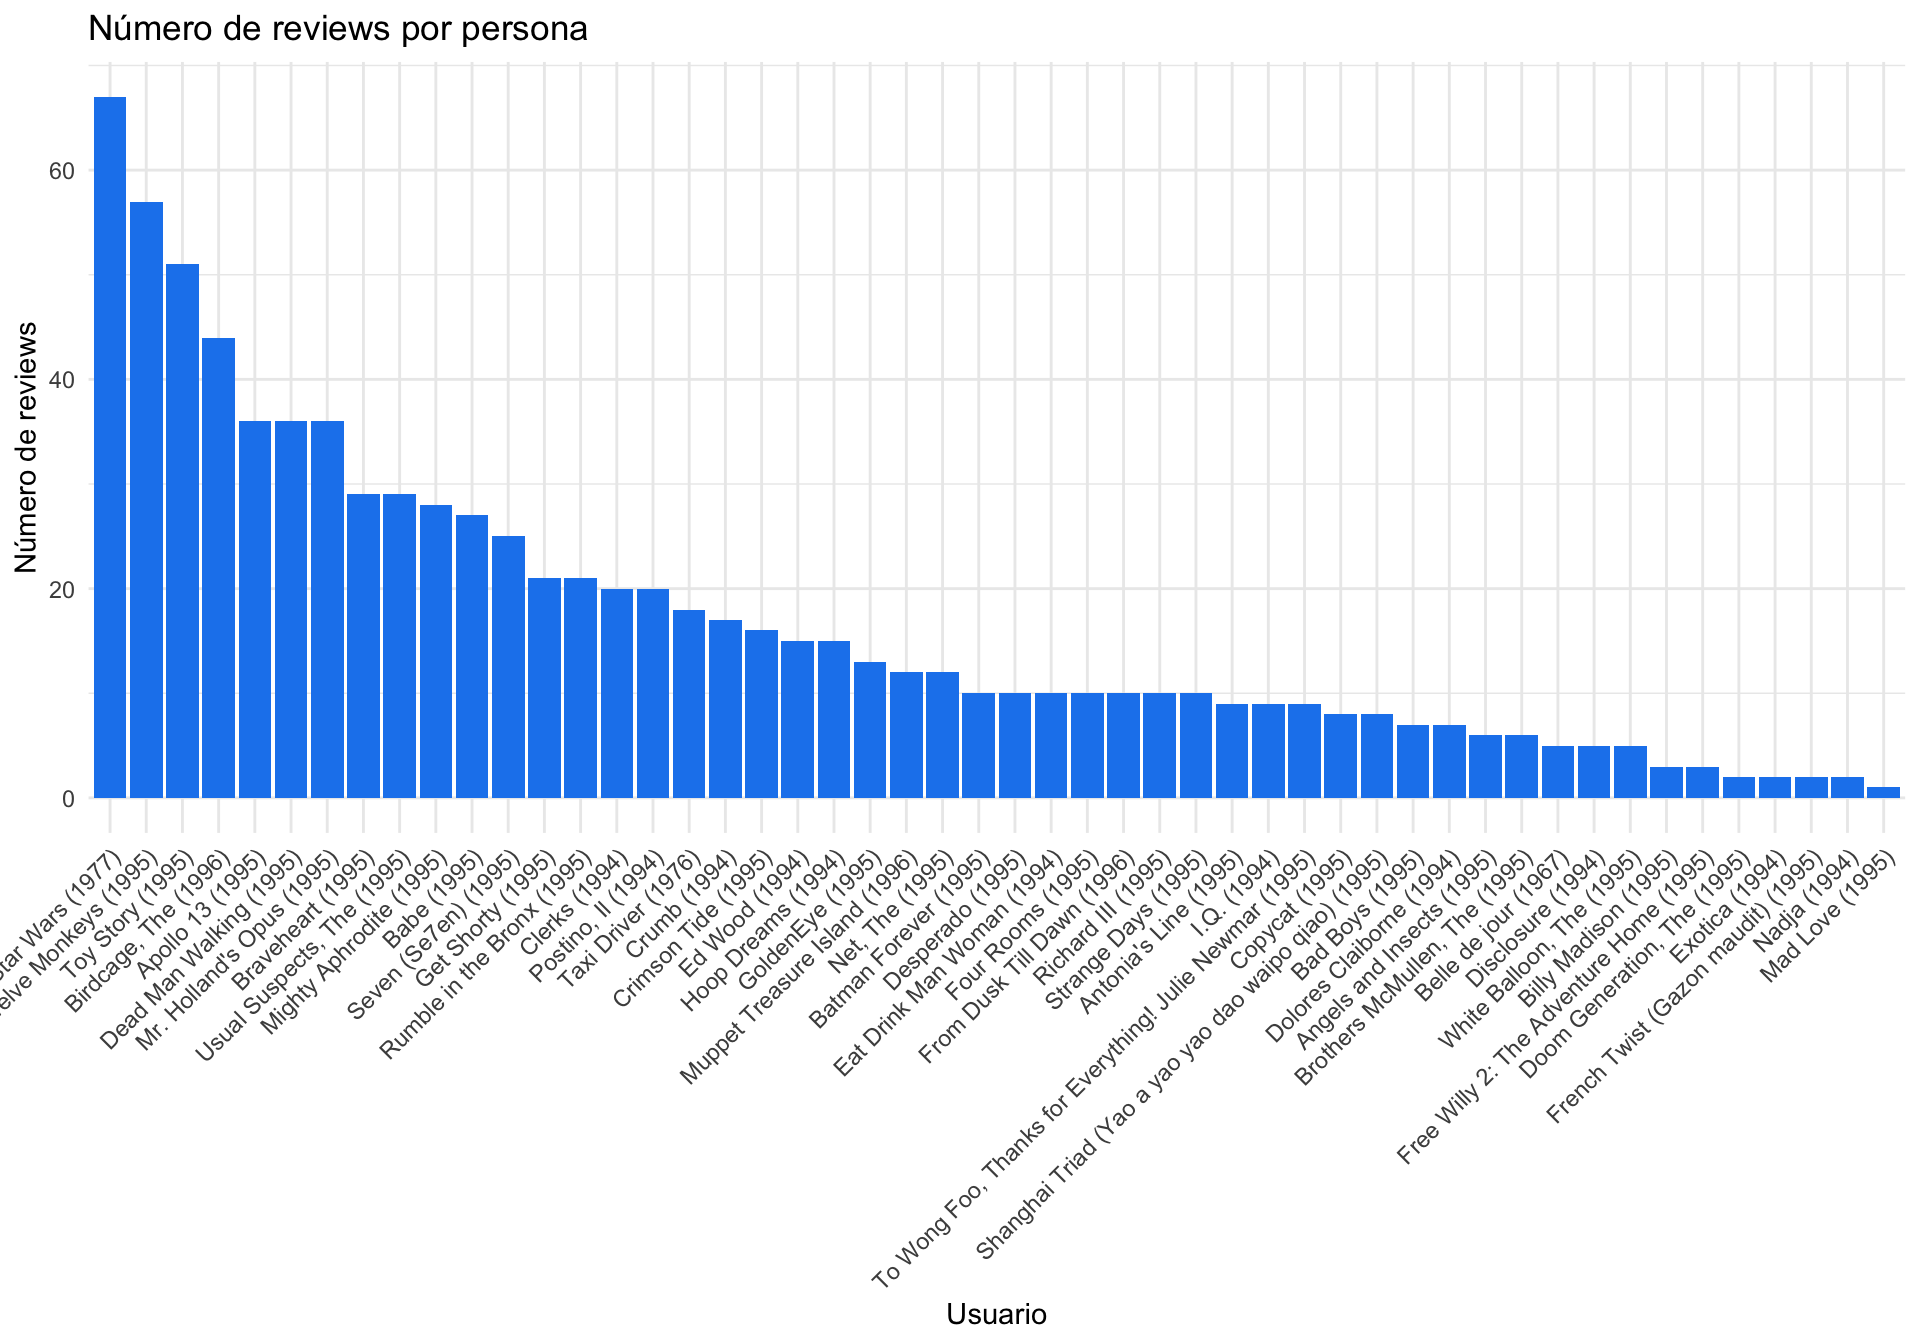 Número de reviews por persona
Número de reviews
60
40
20
0
Wars (1977)
Monkeys (1995)
Toy Story (1995)
Birdcage, The (1996)
Apollo 13 (1995)
Dead Man Walking (1995)
Mr. Holland's Opus (1995)
Braveheart (1995)
Usual Suspects, The (1995)
Mighty Aphrodite (1995)
Babe (1995)
Seven (Se7en) (1995)
Get Shorty (1995)
Rumble in the Bronx (1995)
Clerks (1994)
Postino, Il (1994)
Taxi Driver (1976)
Crumb (1994)
Crimson Tide (1995)
Ed Wood (1994)
Hoop Dreams (1994)
GoldenEye (1995)
Muppet Treasure Island (1996)
Net, The (1995)
Batman Forever (1995)
Desperado (1995)
Eat Drink Man Woman (1994)
Four Rooms (1995)
From Dusk Till Dawn (1996)
Richard III (1995)
Strange Days (1995)
Antonia's Line (1995)
I.Q. (1994)
To Wong Foo, Thanks for Everything! Julie Newmar (1995)
Copycat (1995)
Shanghai Triad (Yao a yao yao dao waipo qiao) (1995)
Bad Boys (1995)
Dolores Claiborne (1994)
Angels and Insects (1995)
Brothers McMullen, The (1995)
Belle de jour (1967)
Disclosure (1994)
White Balloon, The (1995)
Billy Madison (1995)
Free Willy 2: The Adventure Home (1995)
Doom Generation, The (1995)
Exotica (1994)
French Twist (Gazon maudit) (1995)
Nadja (1994)
Mad Love (1995)
Usuario